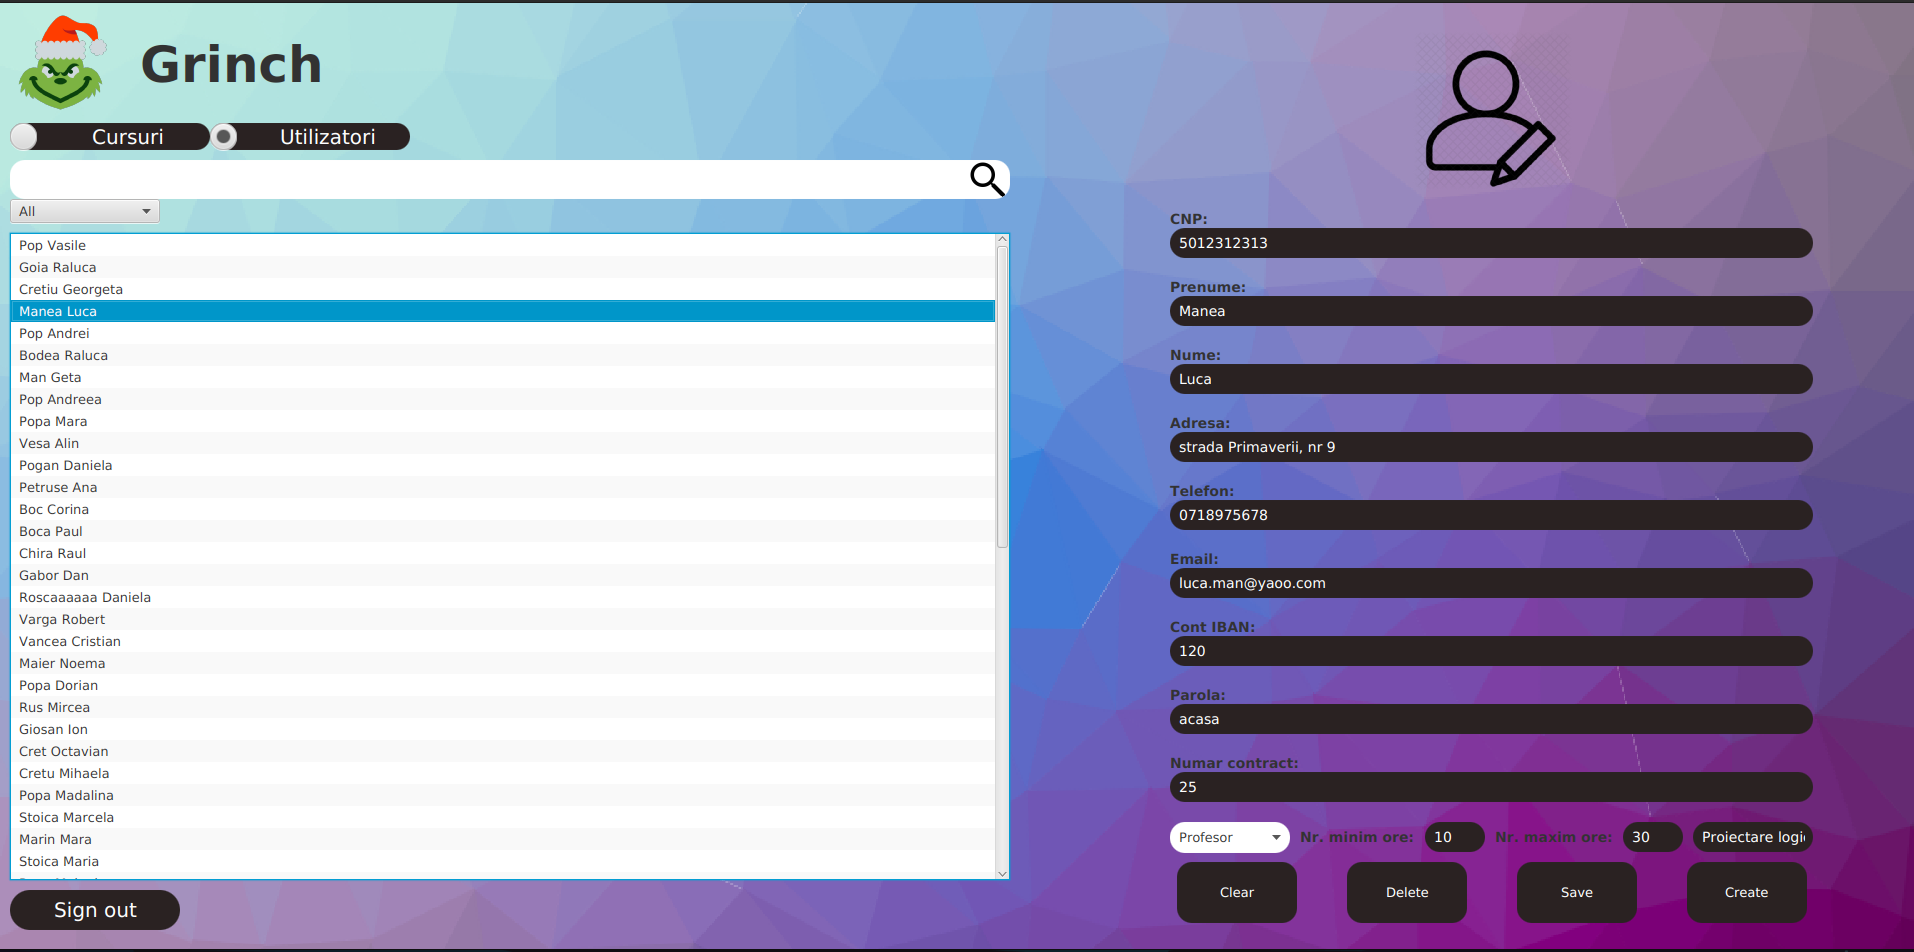 Grinch
Cursuri
Utilizatori
All
Pop Vasile
Goia Raluca
Cretiu Georgeta
Manea Luca
Pop Andrei
Bodea Raluca
Man Geta
Pop Andreea
Popa Mara
Vesa Alin
Pogan Daniela
Petruse Ana
Boc Corina
Boca Paul
Chira Raul
Gabor Dan
Roscaaaaaa Daniela
Varga Robert
Vancea Cristian
Maier Noema
Popa Dorian
Rus Mircea
Giosan Ion
Cret Octavian
Cretu Mihaela
Popa Madalina
Stoica Marcela
Marin Mara
Stoica Maria
Sign out
CNP:
5012312313
Prenume:
Manea
Nume:
Luca
Adresa:
strada Primaverii, nr 9
Telefon:
0718975678
Email:
luca.man@yaoo.com
Cont IBAN:
120
Parola:
acasa
Numar contract:
25
Profesor Nr. minim ore: 10 Nr. maxim ore: 30 Proiectare logi
Clear Delete Save Create